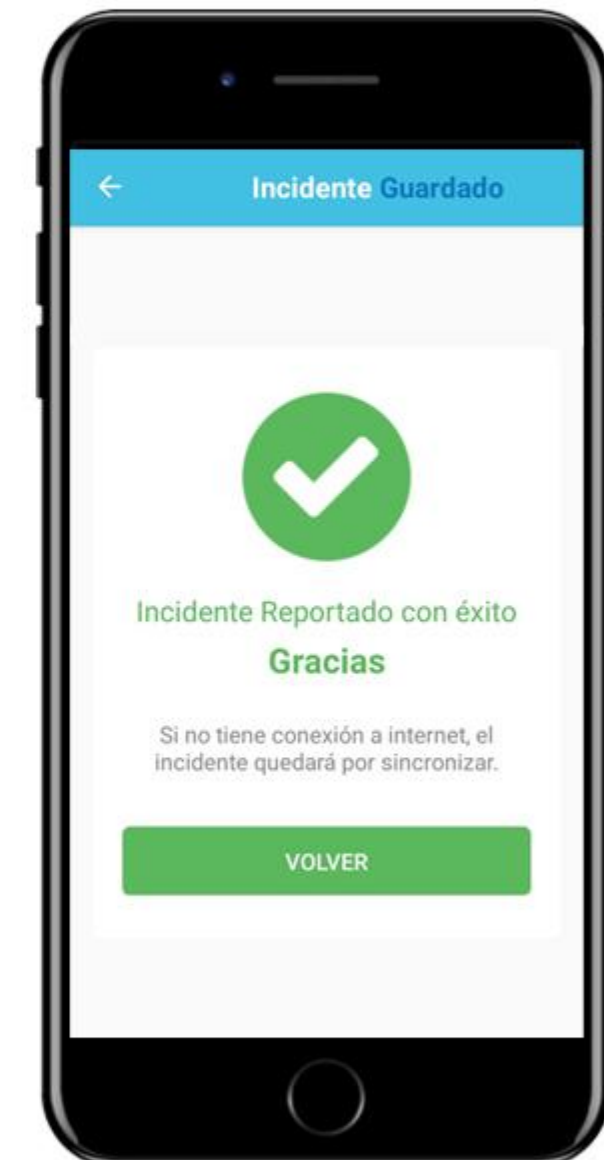 Incidente Guardado
Incidente Reportado con éxito
Gracias
Si no tiene conexión a internet, el
incidente quedará por sincronizar.
VOLVER